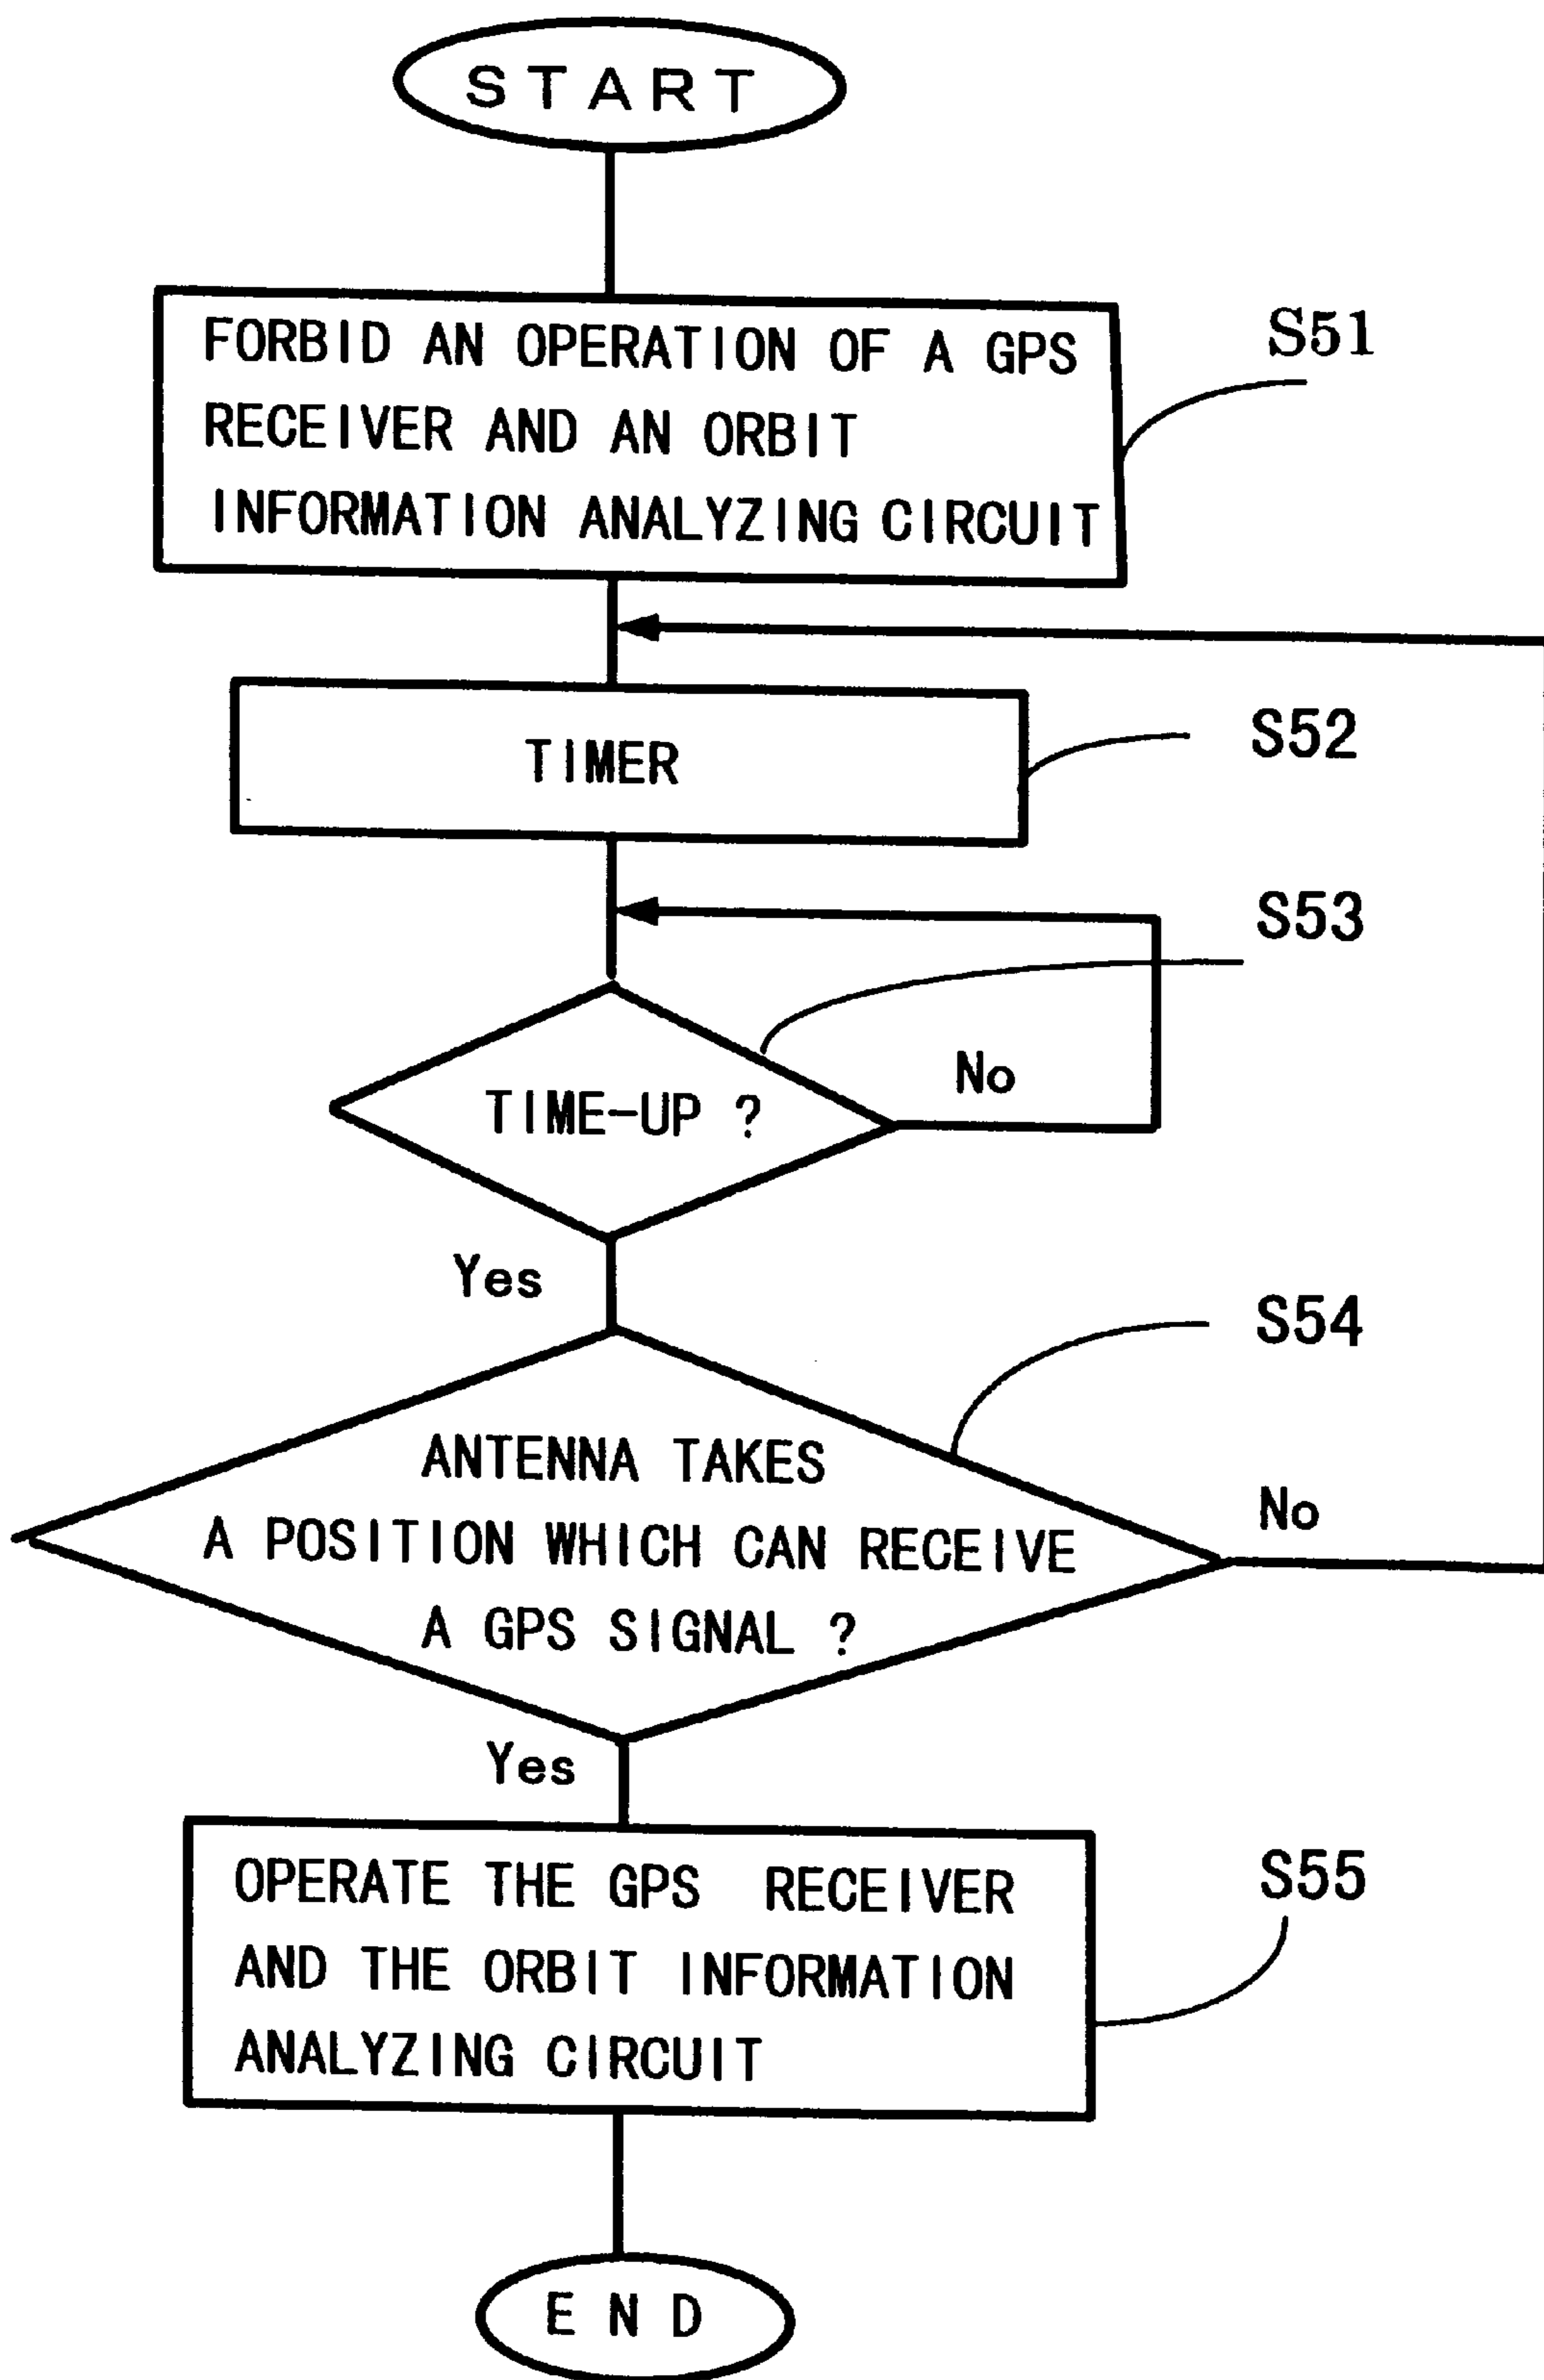 START
FORBID AN OPERATION OF A GPS
RECEIVER AND AN ORBIT
INFORMATION ANALYZING CIRCUIT
S51
TIMER
S52
S53
TIME-UP ?
No
Yes
S54
ANTENNA TAKES
A POSITION WHICH CAN RECEIVE
A GPS SIGNAL ?
No
Yes
OPERATE THE GPS RECEIVER
AND THE ORBIT INFORMATION
ANALYZING CIRCUIT
S55
END